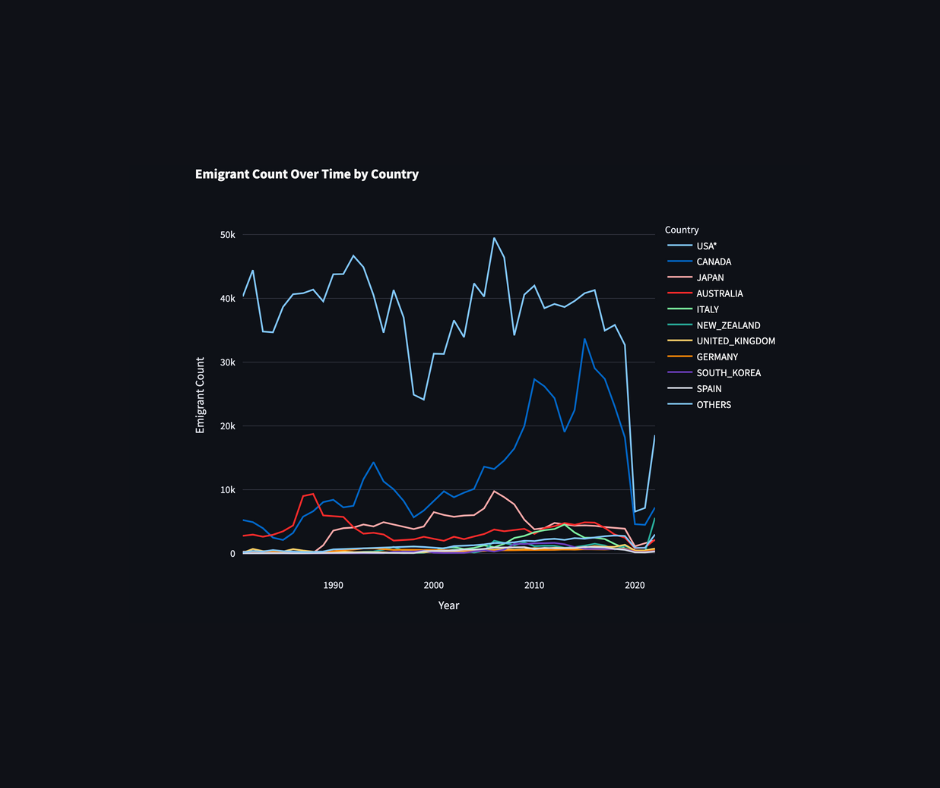 Emigrant Count Over Time by Country
Country
USA*
CANADA
JAPAN
AUSTRALIA
ITALY
NEW_ZEALAND
UNITED_KINGDOM
GERMANY
SOUTH_KOREA
SPAIN
OTHERS
50k
40k
30k
20k
10k
0
Emigrant Count
1990 2000 2010 2020
Year